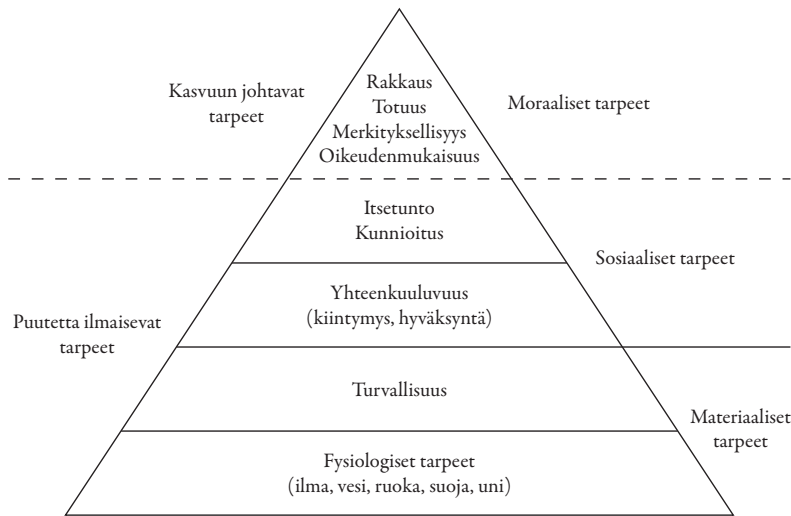 Kasvuun johtavat
tarpeet
Rakkaus
Totuus
Merkityksellisyys
Oikeudenmukaisuus
Moraaliset tarpeet
Itsetunto
Kunnioitus
Sosiaaliset tarpeet
Yhteenkuuluvuus
(kiintymys, hyväksyntä)
Puutetta ilmaisevat
tarpeet
Turvallisuus
Materiaaliset
tarpeet
Fysiologiset tarpeet
(ilma, vesi, ruoka, suoja, uni)